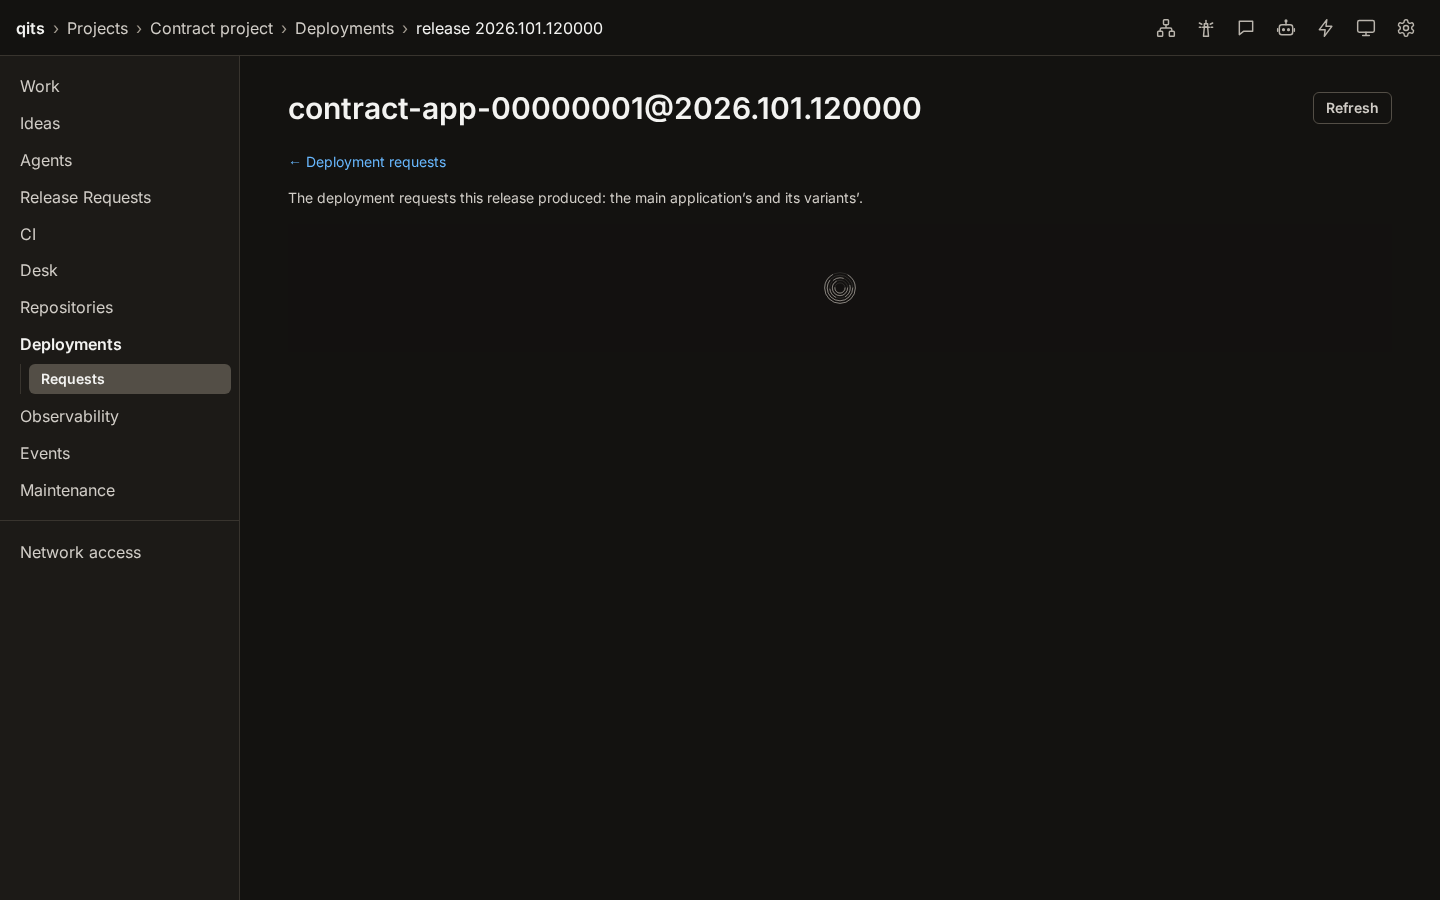 qits › Projects › Contract project › Deployments › release 2026.101.120000
Work
Ideas
Agents
Release Requests
CI
Desk
Repositories
Deployments
Requests
Observability
Events
Maintenance
Network access
contract-app-00000001@2026.101.120000
Refresh
← Deployment requests
The deployment requests this release produced: the main application’s and its variants’.